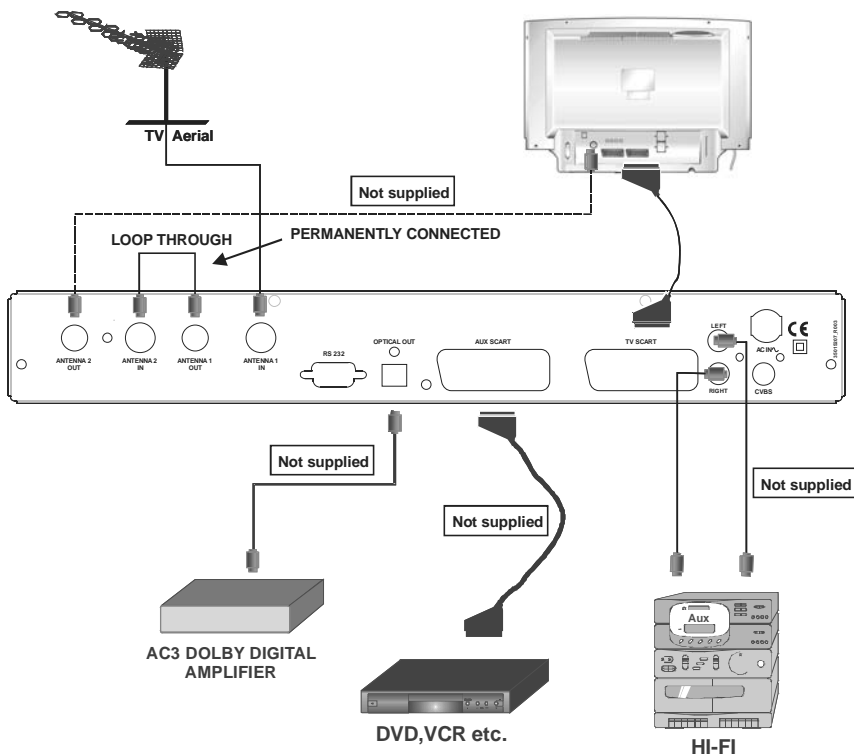 TV Aerial
Not supplied
LOOP THROUGH
PERMANENTLY CONNECTED
ANTENNA 2
OUT
ANTENNA 2
IN
ANTENNA 1
OUT
ANTENNA 1
IN
RS 232
OPTICAL OUT
AUX SCART
TV SCART
LEFT
RIGHT
AC IN
CVBS
CE
Not supplied
Not supplied
Not supplied
AC3 DOLBY DIGITAL
AMPLIFIER
DVD,VCR etc.
Aux
HI-FI